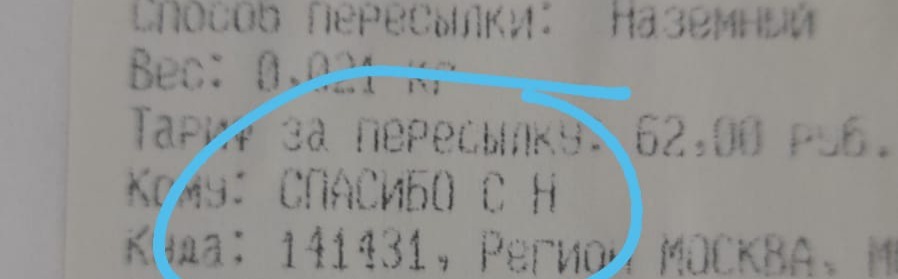 Способ пересылки: Наземный
Вес: 0.021 кг
Тариф за пересылку: 62.00 руб.
Кому: СПАСИБО С Н
Куда: 141431, Регион МОСКВА,